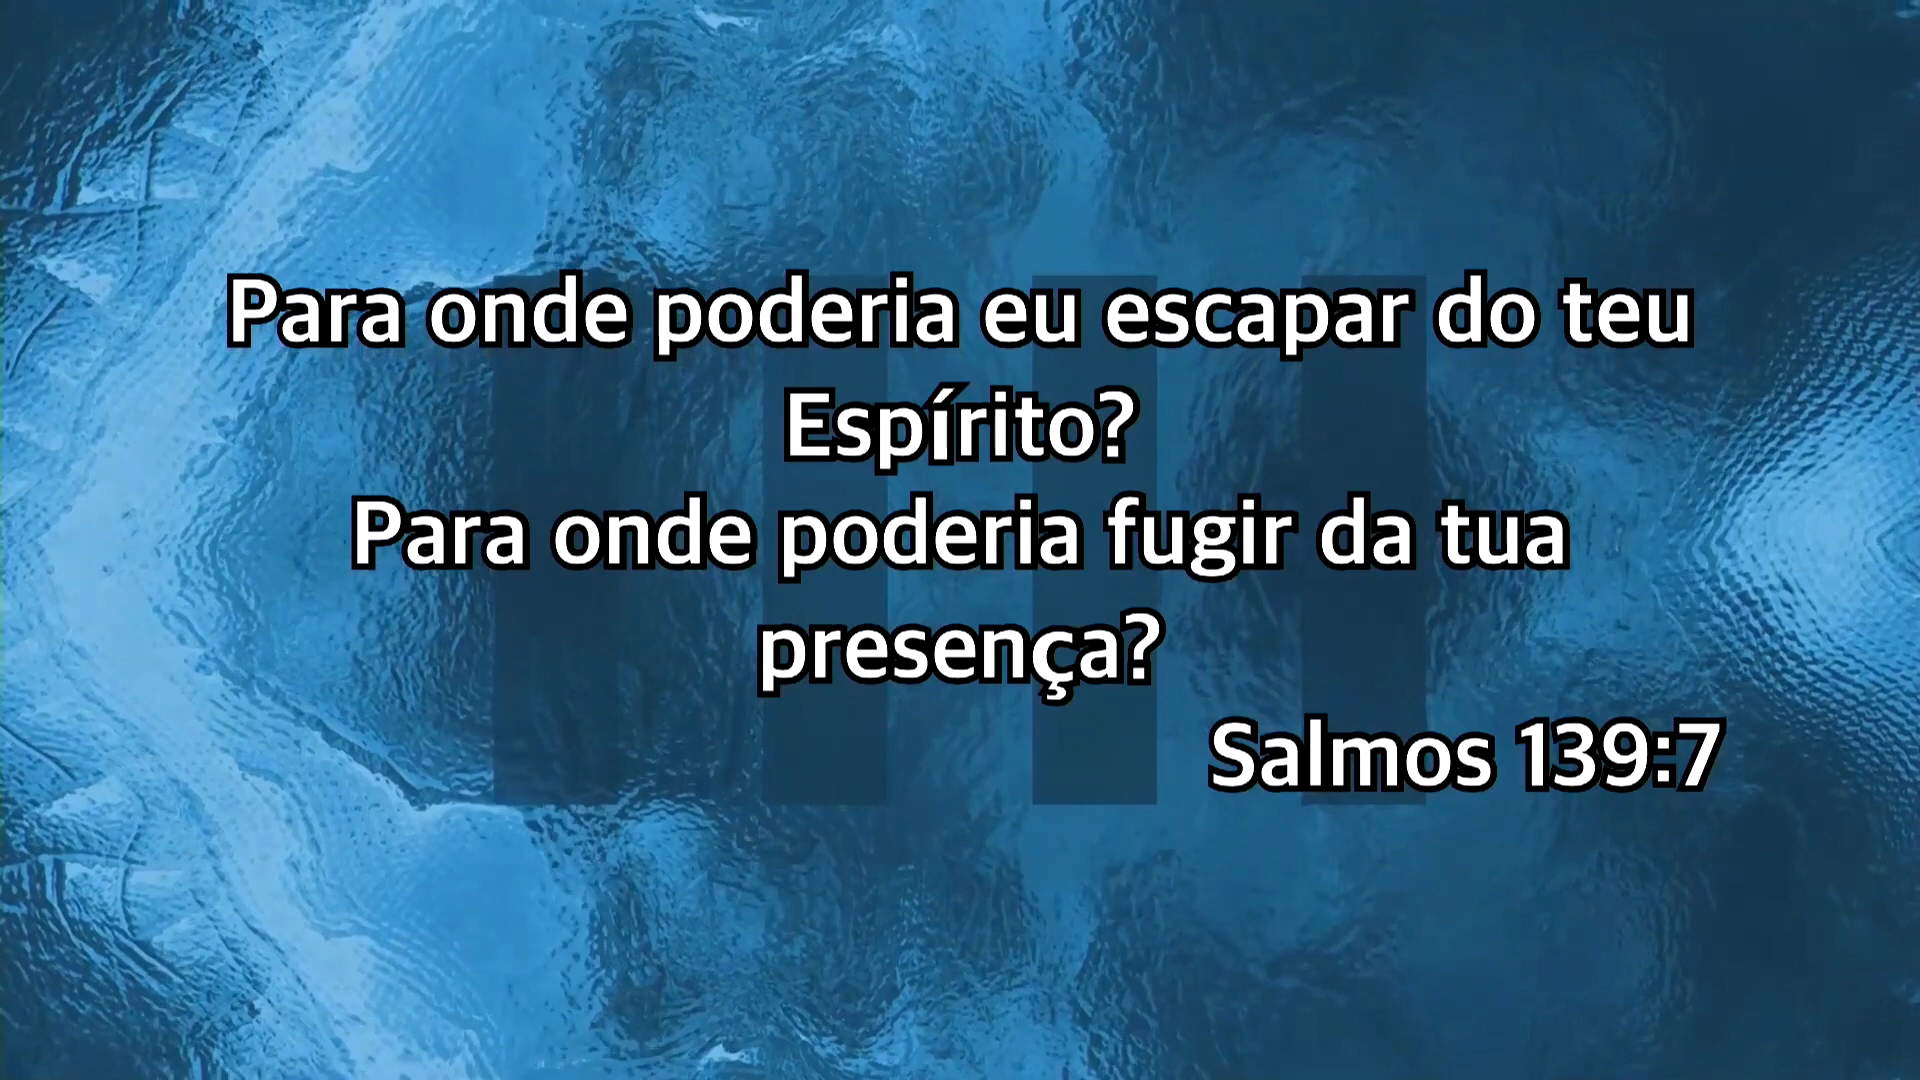 Para onde poderia eu escapar do teu
Espírito?
Para onde poderia fugir da tua
presença?
Salmos 139:7